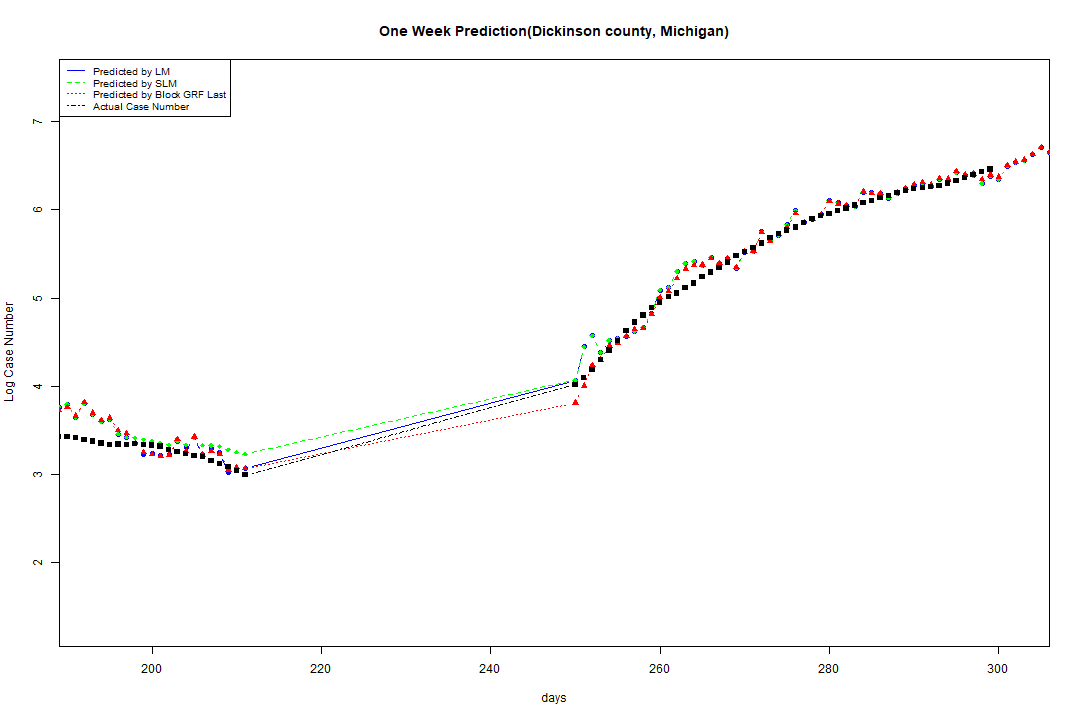 One Week Prediction(Dickinson county, Michigan)
Predicted by LM
Predicted by SLM
Predicted by Block GRF Last
Actual Case Number
7
6
5
4
3
2
Log Case Number
200 220 240 260 280 300
days